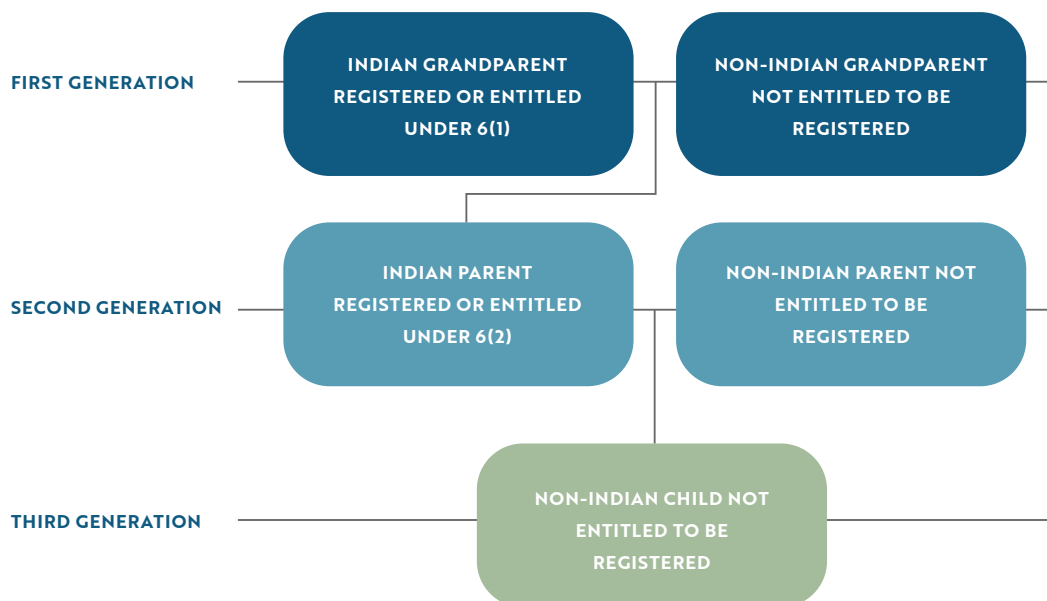 FIRST GENERATION
INDIAN GRANDPARENT
REGISTERED OR ENTITLED
UNDER 6(1)
NON-INDIAN GRANDPARENT
NOT ENTITLED TO BE
REGISTERED
SECOND GENERATION
INDIAN PARENT
REGISTERED OR ENTITLED
UNDER 6(2)
NON-INDIAN PARENT NOT
ENTITLED TO BE
REGISTERED
THIRD GENERATION
NON-INDIAN CHILD NOT
ENTITLED TO BE
REGISTERED